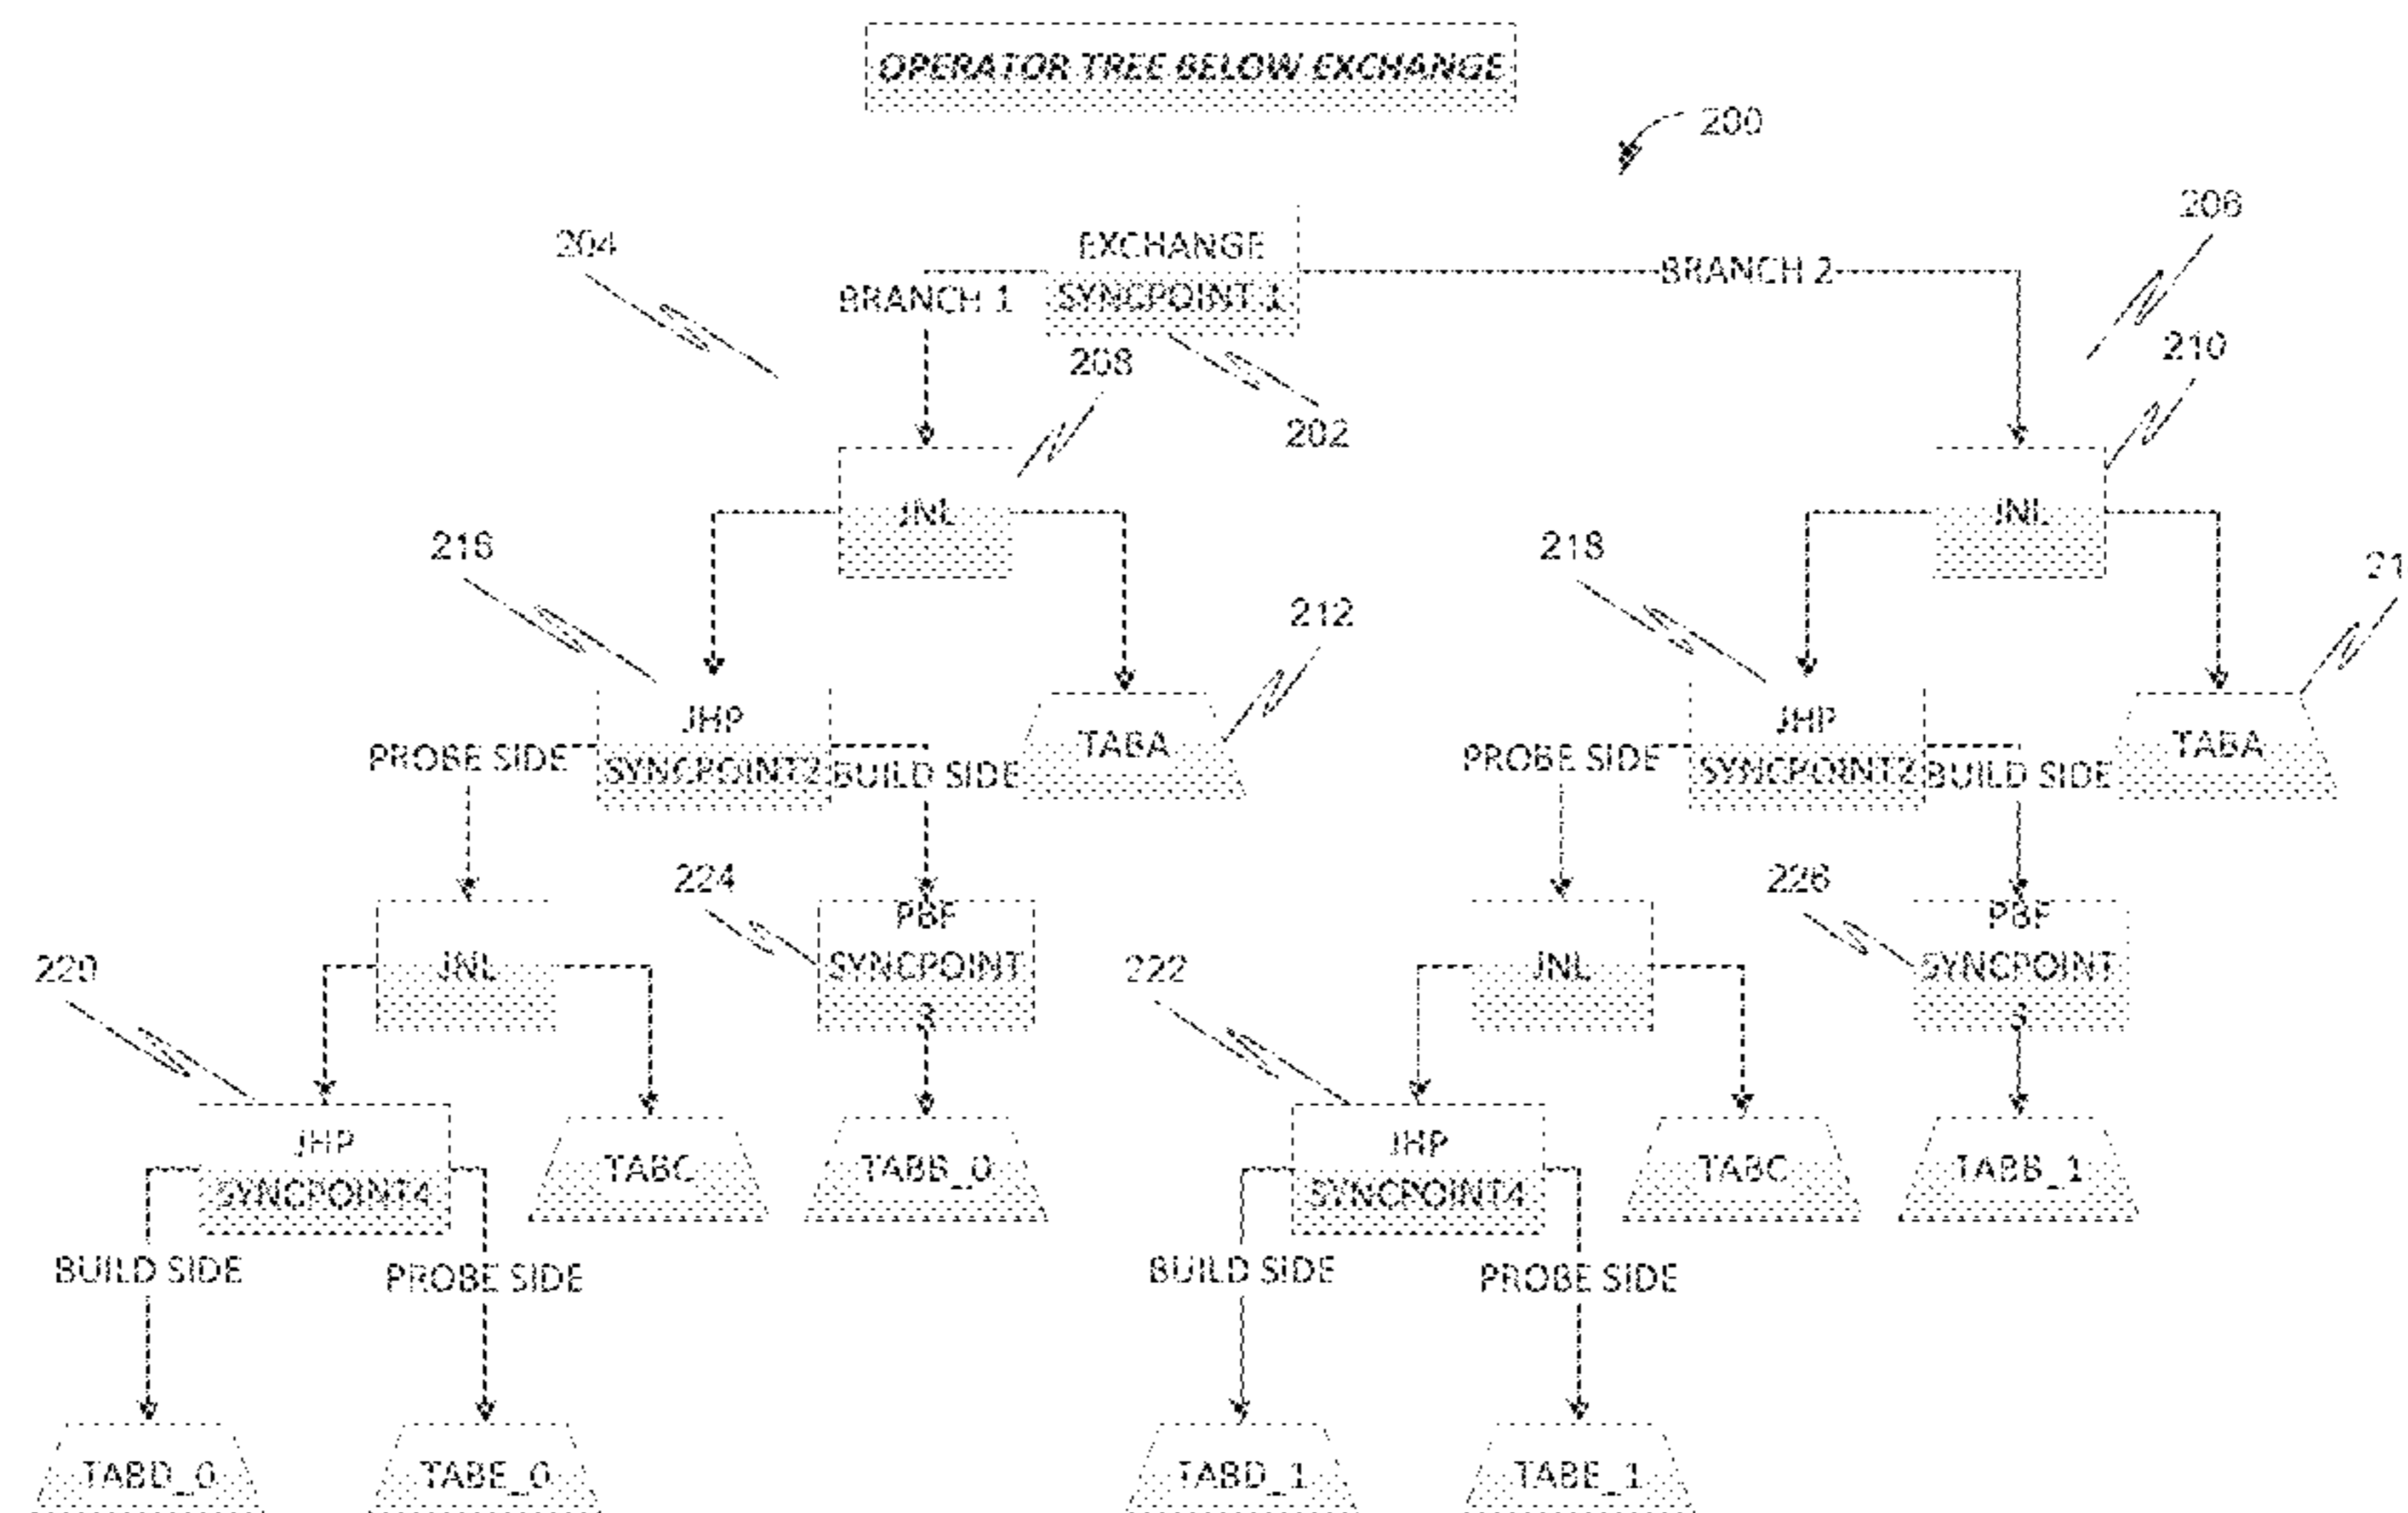 OPERATOR TREE BELOW EXCHANGE
200
206
204
EXCHANGE
BRANCH 2
SYNCPOINT 1
BRANCH 1
208
210
202
JNL
JNL
216
218
212
JHP
JHP
TABA
TABA
PROBE SIDE
SYNCPOINT2
BUILD SIDE
PROBE SIDE
SYNCPOINT2
BUILD SIDE
224
226
PBF
PBF
220
JNL
SYNCPOINT
222
JNL
SYNCPOINT
3
3
JHP
JHP
TABC
TABB_0
TABC
TABB_1
SYNCPOINT4
SYNCPOINT4
BUILD SIDE
PROBE SIDE
BUILD SIDE
PROBE SIDE
TABD_0
TABE_0
TABD_1
TABE_1